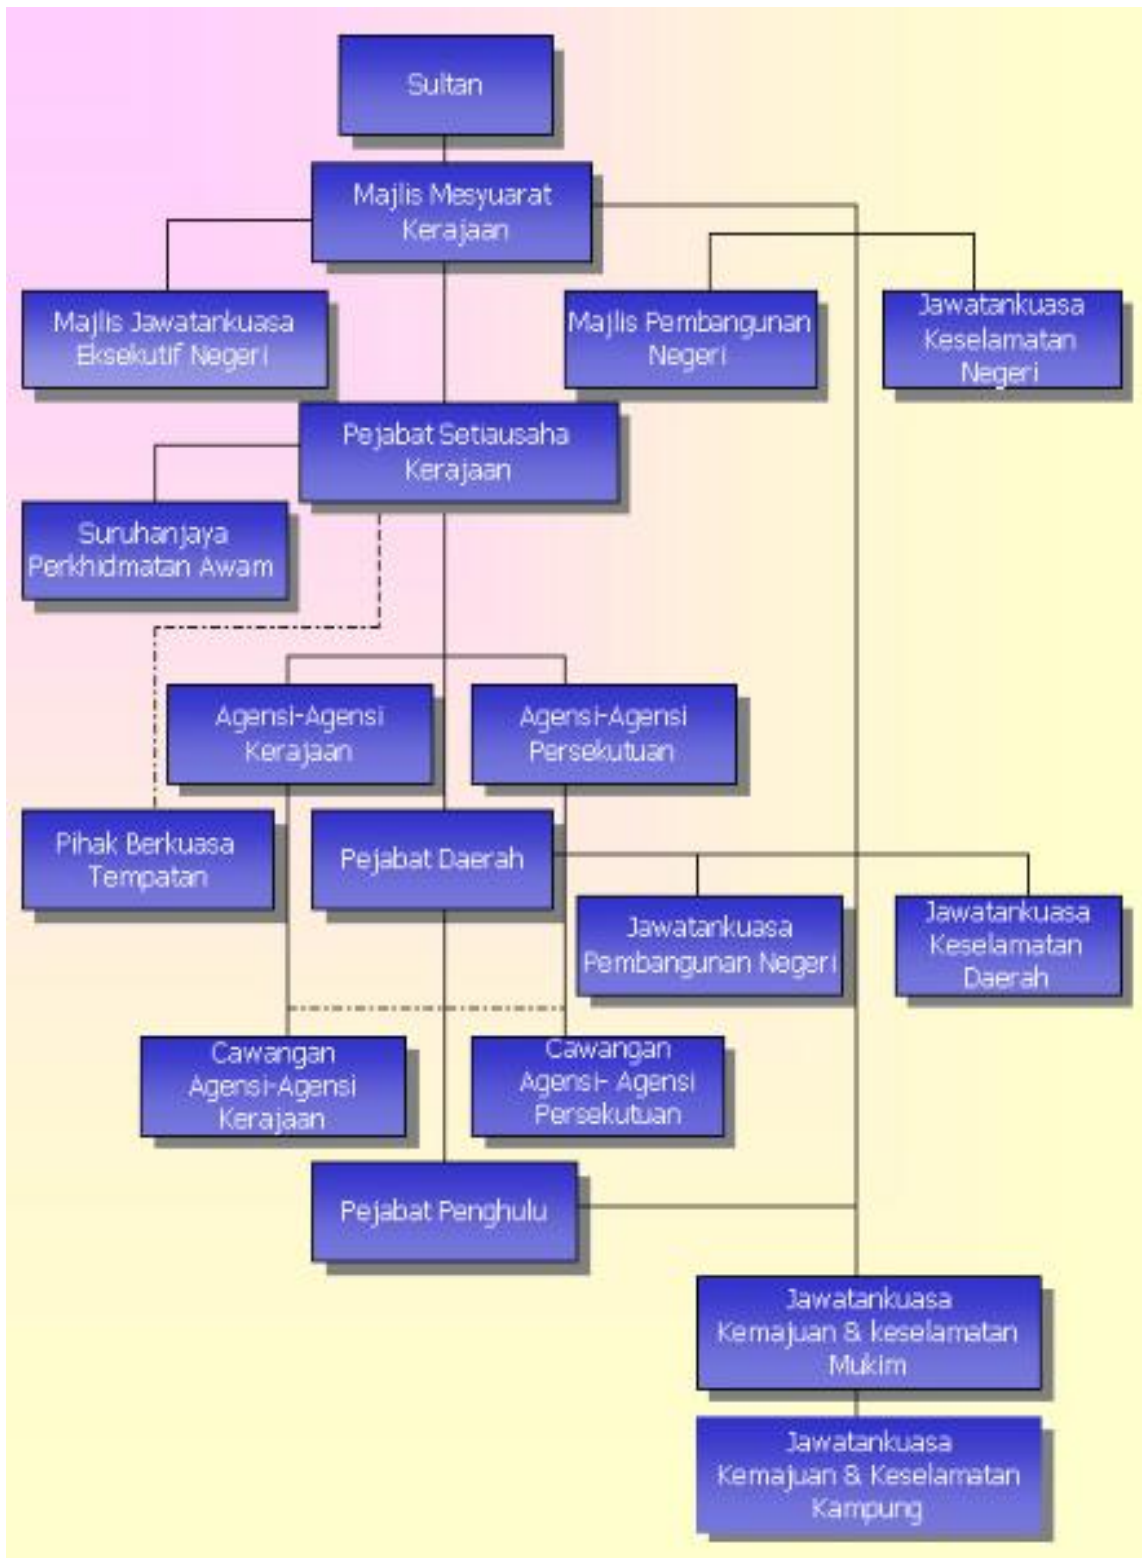 Sultan
Majlis Mesyuarat
Kerajaan
Majlis Jawatankuasa
Eksekutif Negeri
Majlis Pembangunan
Negeri
Jawatankuasa
Keselamatan
Negeri
Pejabat Setiausaha
Kerajaan
Suruhanjaya
Perkhidmatan Awam
Agensi-Agensi
Kerajaan
Agensi-Agensi
Persekutuan
Pihak Berkuasa
Tempatan
Pejabat Daerah
Jawatankuasa
Pembangunan Negeri
Jawatankuasa
Keselamatan
Daerah
Cawangan
Agensi-Agensi
Kerajaan
Cawangan
Agensi- Agensi
Persekutuan
Pejabat Penghulu
Jawatankuasa
Kemajuan & keselamatan
Mukim
Jawatankuasa
Kemajuan & Keselamatan
Kampung